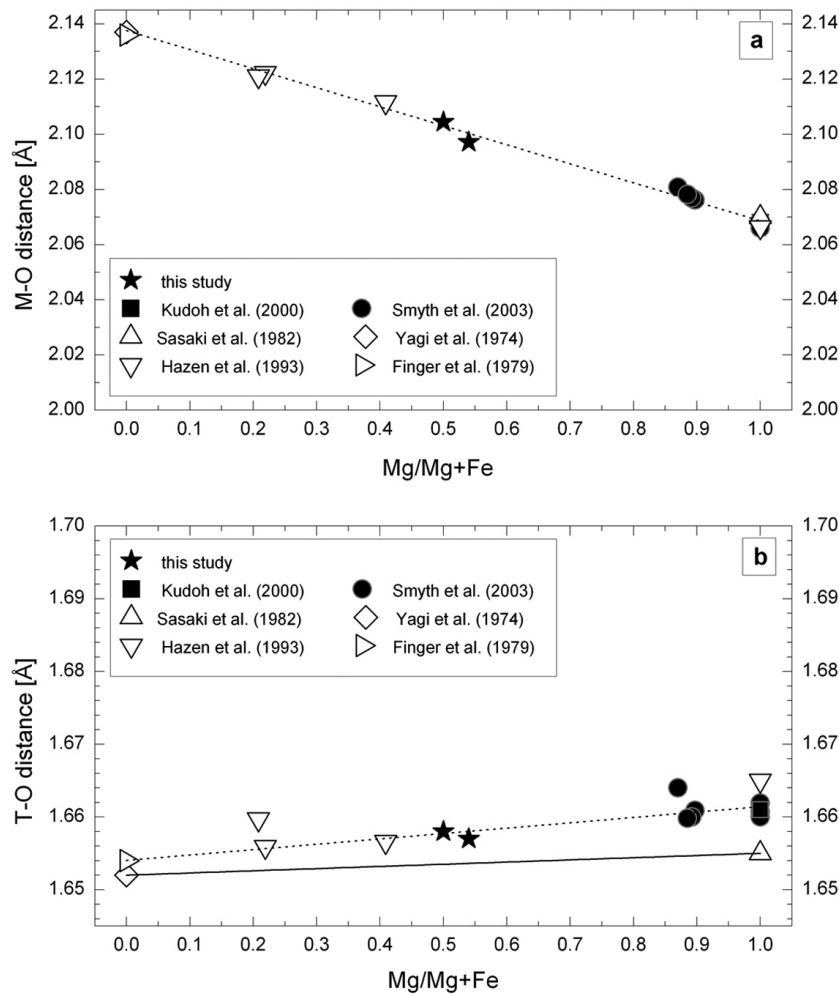 a
2.14 2.14
2.12 2.12
2.10 2.10
2.08 2.08
2.06 2.06
2.04 2.04
2.02 2.02
2.00 2.00
M-O distance [Å]
this study
Kudoh et al. (2000) Smyth et al. (2003)
Sasaki et al. (1982) Yagi et al. (1974)
Hazen et al. (1993) Finger et al. (1979)
0.0 0.1 0.2 0.3 0.4 0.5 0.6 0.7 0.8 0.9 1.0
Mg/Mg+Fe
b
1.70 1.70
1.69 1.69
1.68 1.68
1.67 1.67
1.66 1.66
1.65 1.65
T-O distance [Å]
this study
Kudoh et al. (2000) Smyth et al. (2003)
Sasaki et al. (1982) Yagi et al. (1974)
Hazen et al. (1993) Finger et al. (1979)
0.0 0.1 0.2 0.3 0.4 0.5 0.6 0.7 0.8 0.9 1.0
Mg/Mg+Fe